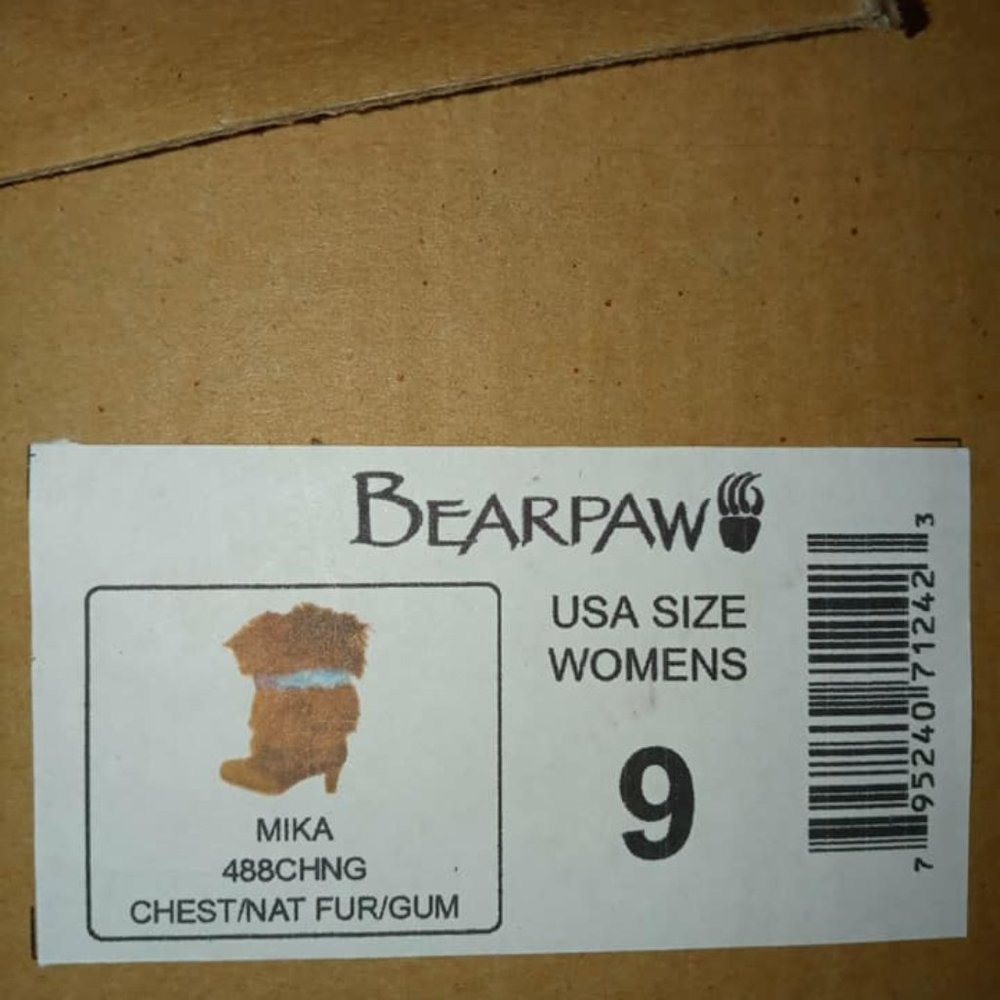 BEARPAW
USA SIZE
WOMENS
9
MIKA
488CHNG
CHEST/NAT FUR/GUM
7 95240 71242 3